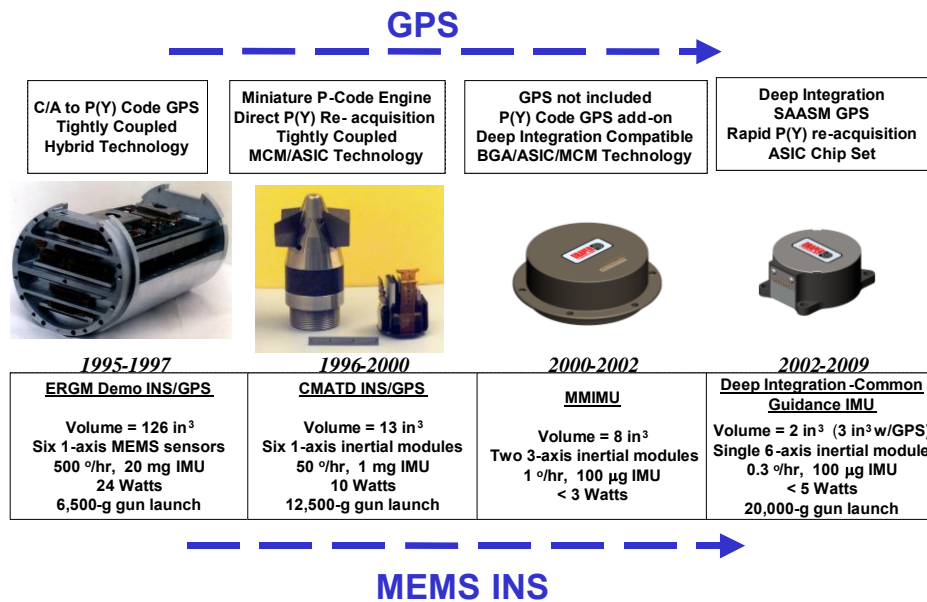 GPS
C/A to P(Y) Code GPS
Tightly Coupled
Hybrid Technology
Miniature P-Code Engine
Direct P(Y) Re- acquisition
Tightly Coupled
MCM/ASIC Technology
GPS not included
P(Y) Code GPS add-on
Deep Integration Compatible
BGA/ASIC/MCM Technology
Deep Integration
SAASM GPS
Rapid P(Y) re-acquisition
ASIC Chip Set
1995-1997
1996-2000
2000-2002
2002-2009
ERGM Demo INS/GPS
Volume = 126 in³
Six 1-axis MEMS sensors
500 º/hr, 20 mg IMU
24 Watts
6,500-g gun launch
CMATD INS/GPS
Volume = 13 in³
Six 1-axis inertial modules
50 º/hr, 1 mg IMU
10 Watts
12,500-g gun launch
MMIMU
Volume = 8 in³
Two 3-axis inertial modules
1 º/hr, 100 µg IMU
< 3 Watts
Deep Integration -Common
Guidance IMU
Volume = 2 in³ (3 in³ w/GPS)
Single 6-axis inertial module
0.3 º/hr, 100 µg IMU
< 5 Watts
20,000-g gun launch
MEMS INS